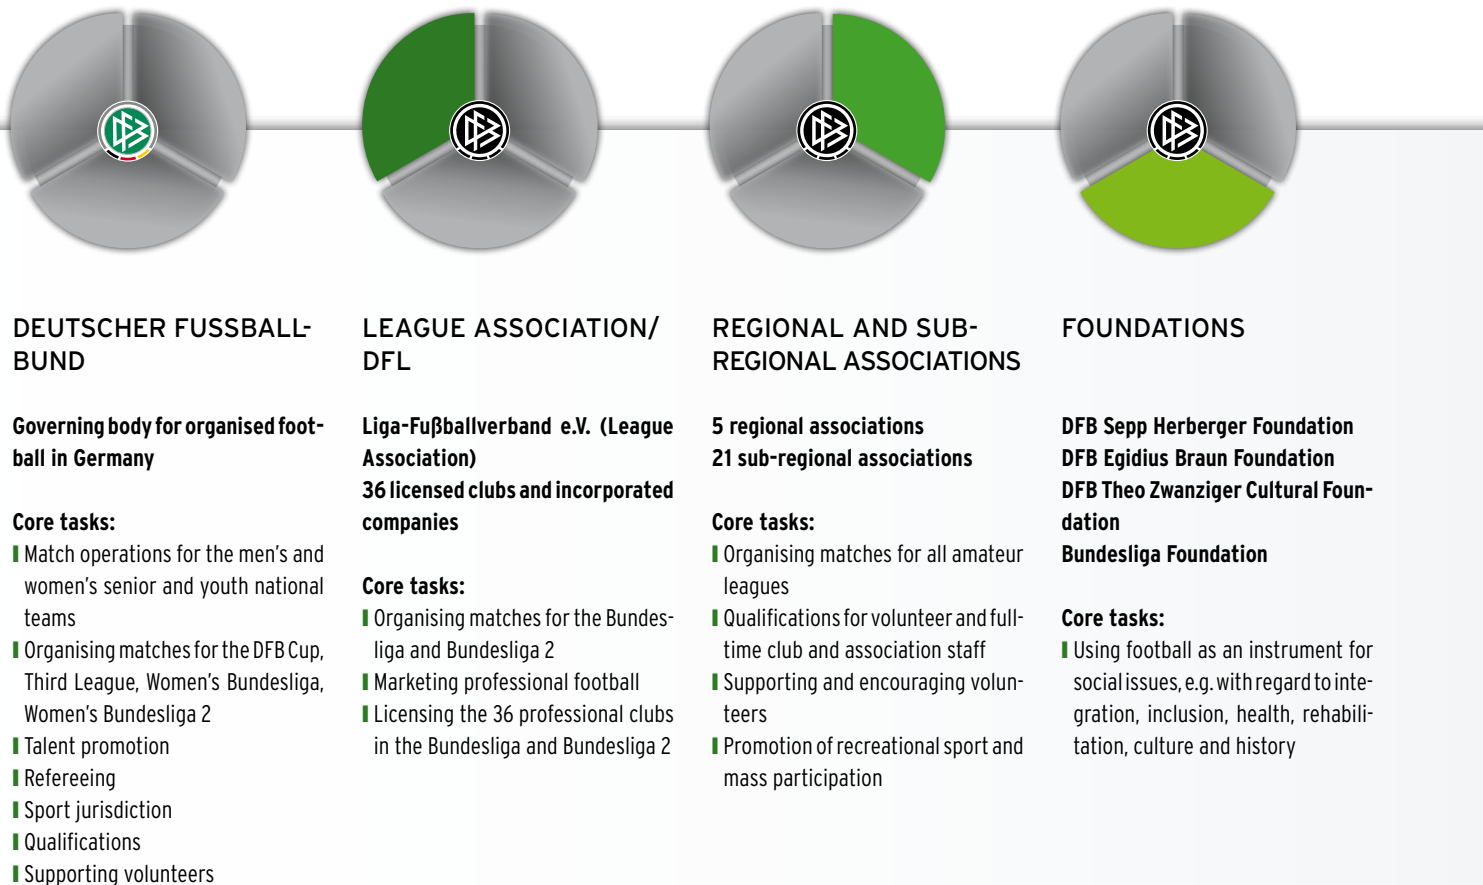 DEUTSCHER FUSSBALL-
BUND
Governing body for organised foot-
ball in Germany
Core tasks:
Match operations for the men's and
women's senior and youth national
teams
Organising matches for the DFB Cup,
Third League, Women's Bundesliga,
Women's Bundesliga 2
Talent promotion
Refereeing
Sport jurisdiction
Qualifications
Supporting volunteers
LEAGUE ASSOCIATION/
DFL
Liga-Fußballverband e.V. (League
Association)
36 licensed clubs and incorporated
companies
Core tasks:
Organising matches for the Bundes-
liga and Bundesliga 2
Marketing professional football
Licensing the 36 professional clubs
in the Bundesliga and Bundesliga 2
REGIONAL AND SUB-
REGIONAL ASSOCIATIONS
5 regional associations
21 sub-regional associations
Core tasks:
Organising matches for all amateur
leagues
Qualifications for volunteer and full-
time club and association staff
Supporting and encouraging volun-
teers
Promotion of recreational sport and
mass participation
FOUNDATIONS
DFB Sepp Herberger Foundation
DFB Egidius Braun Foundation
DFB Theo Zwanziger Cultural Foun-
dation
Bundesliga Foundation
Core tasks:
Using football as an instrument for
social issues, e.g. with regard to inte-
gration, inclusion, health, rehabili-
tation, culture and history
DFB
DFB
DFB
DFB